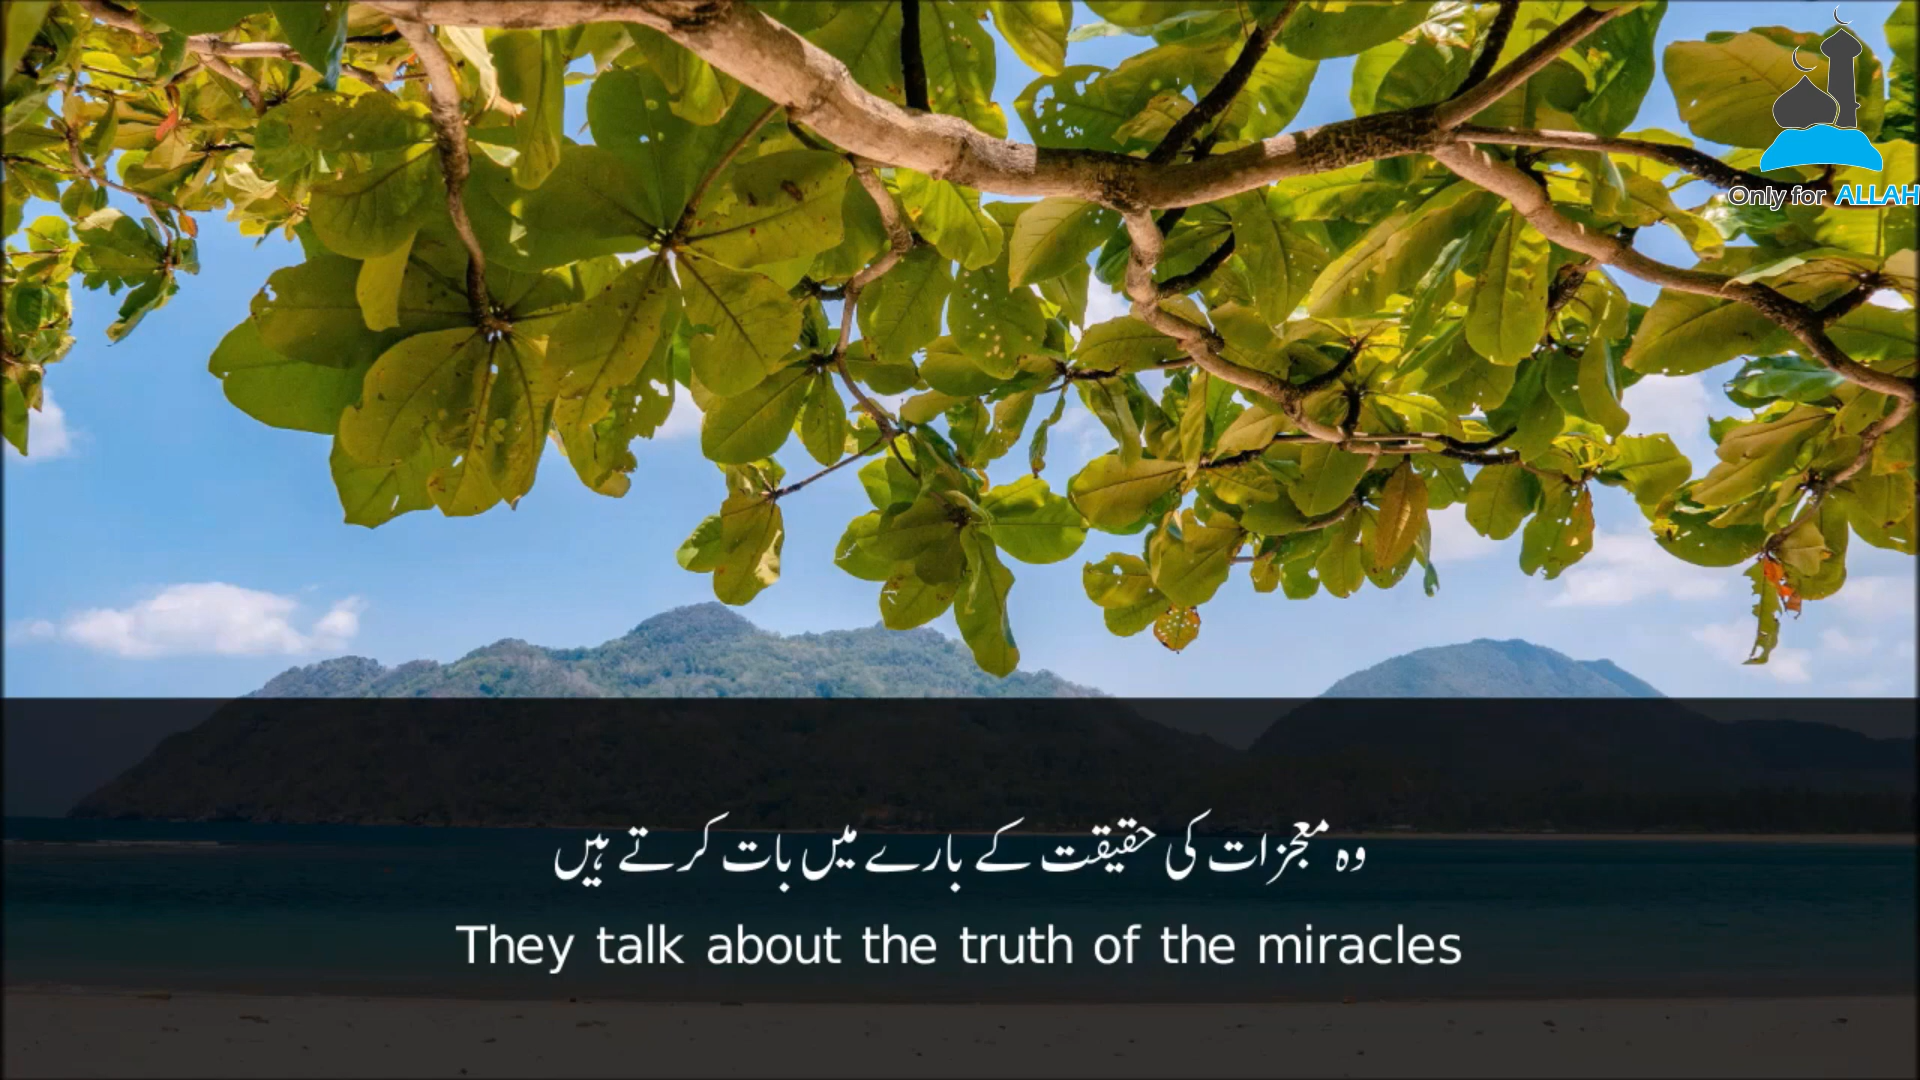 Only for ALLAH
وہ معجزات کی حقیقت کے بارے میں بات کرتے ہیں
They talk about the truth of the miracles